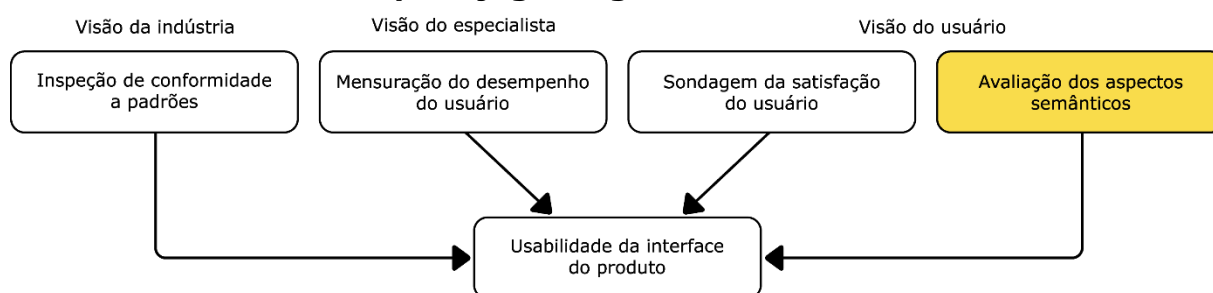 Visão da indústria
Visão do especialista
Visão do usuário
Inspeção de conformidade
a padrões
Mensuração do desempenho
do usuário
Sondagem da satisfação
do usuário
Avaliação dos aspectos
semânticos
Usabilidade da interface
do produto